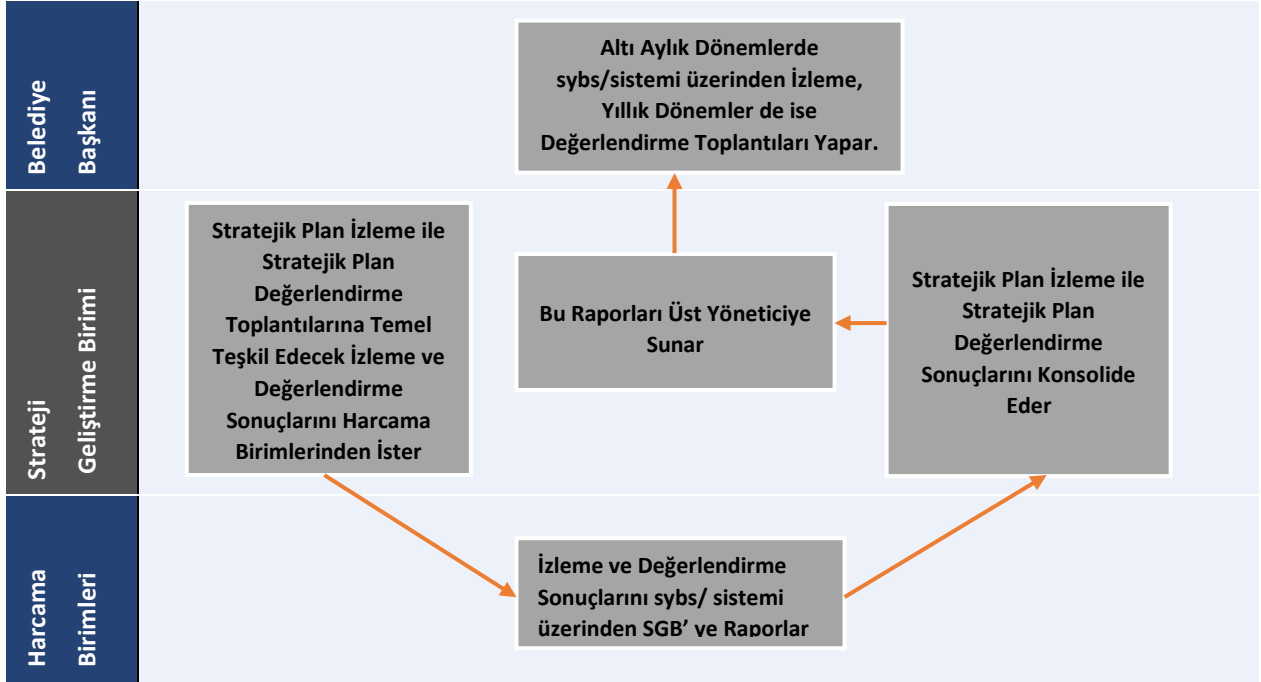 Belediye
Başkanı
Altı Aylık Dönemlerde
sybs/sistemi üzerinden İzleme,
Yıllık Dönemler de ise
Değerlendirme Toplantıları Yapar.
Strateji
Geliştirme Birimi
Stratejik Plan İzleme ile
Stratejik Plan
Değerlendirme
Toplantılarına Temel
Teşkil Edecek İzleme ve
Değerlendirme
Sonuçlarını Harcama
Birimlerinden İster
Bu Raporları Üst Yöneticiye
Sunar
Stratejik Plan İzleme ile
Stratejik Plan
Değerlendirme
Sonuçlarını Konsolide
Eder
Harcama
Birimleri
İzleme ve Değerlendirme
Sonuçlarını sybs/ sistemi
üzerinden SGB' ye Raporlar